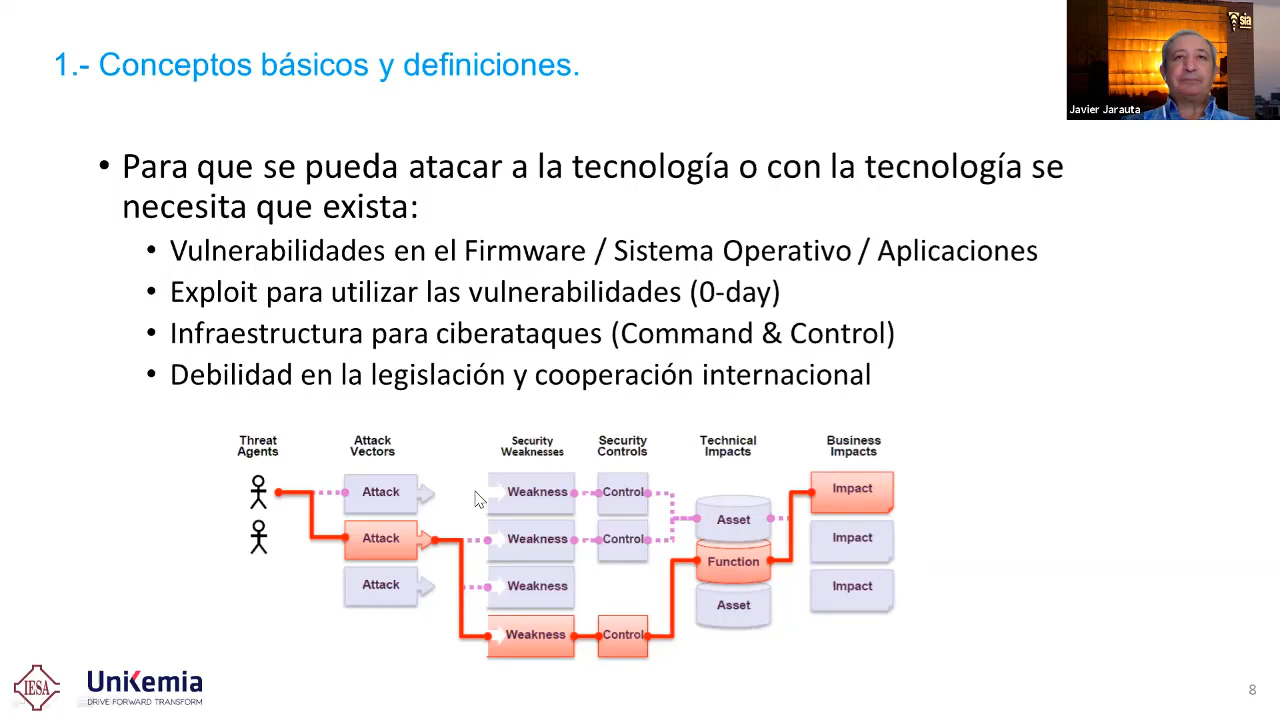 1.- Conceptos básicos y definiciones.
sia
Javier Jarauta
• Para que se pueda atacar a la tecnología o con la tecnología se
necesita que exista:
• Vulnerabilidades en el Firmware / Sistema Operativo / Aplicaciones
• Exploit para utilizar las vulnerabilidades (0-day)
• Infraestructura para ciberataques (Command & Control)
• Debilidad en la legislación y cooperación internacional
Threat
Agents
Attack
Vectors
Security
Weaknesses
Security
Controls
Technical
Impacts
Business
Impacts
Attack
Attack
Attack
Weakness
Weakness
Weakness
Weakness
Control
Control
Control
Asset
Function
Asset
Impact
Impact
Impact
IESA
UniKemia
DRIVE FORWARD TRANSFORM
8